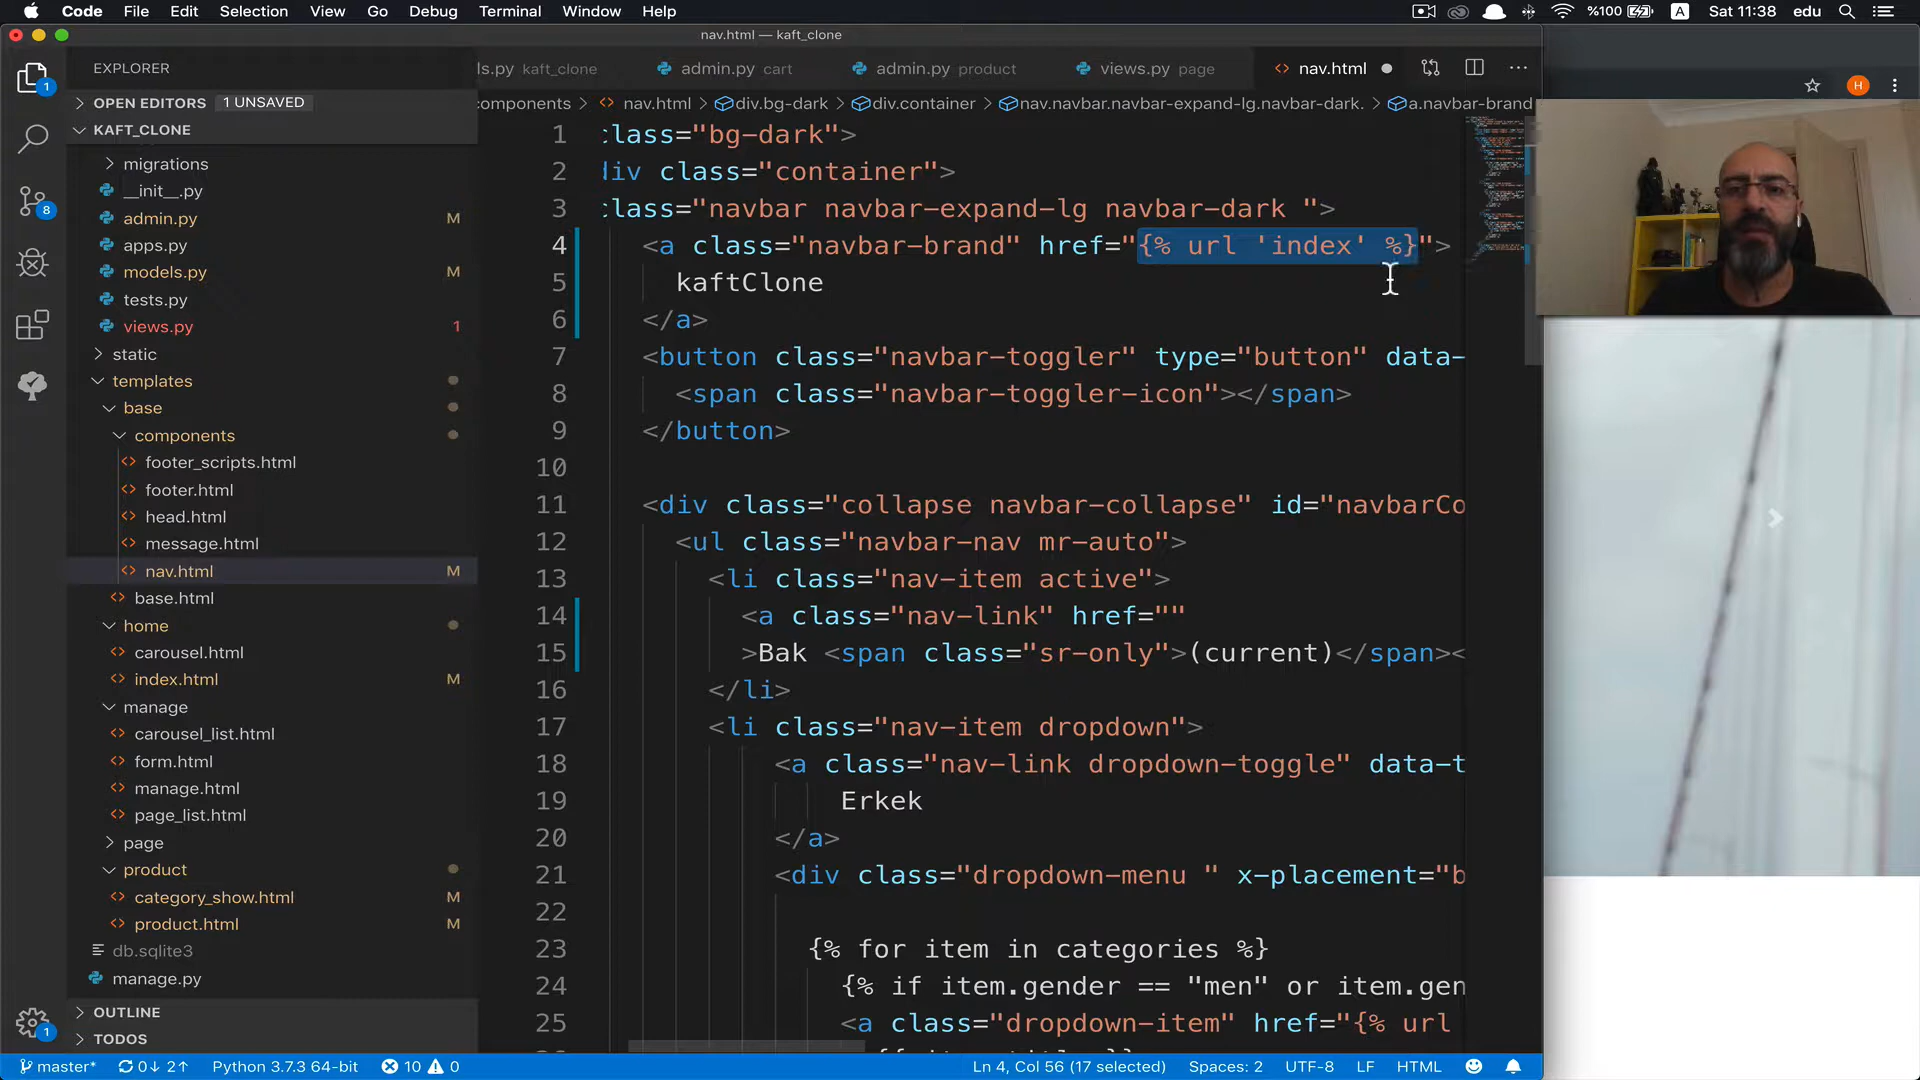 Code File Edit Selection View Go Debug Terminal Window Help
%100 A Sat 11:38 edu
nav.html — kaft_clone
EXPLORER
ls.py kaft_clone admin.py cart admin.py product views.py page nav.html
OPEN EDITORS 1 UNSAVED
components nav.html div.bg-dark div.container nav.navbar.navbar-expand-lg.navbar-dark. a.navbar-brand
KAFT_CLONE
migrations
__init__.py
admin.py M
apps.py
models.py M
tests.py
views.py 1
static
templates
base
components
footer_scripts.html
footer.html
head.html
message.html
nav.html M
base.html
home
carousel.html
index.html M
manage
carousel_list.html
form.html
manage.html
page_list.html
page
product
category_show.html M
product.html M
db.sqlite3
manage.py
OUTLINE
TODOS
1
8
1
H
1 class="bg-dark">
2 div class="container">
3 class="navbar navbar-expand-lg navbar-dark ">
4 <a class="navbar-brand" href="{% url 'index' %}">
5 kaftClone
6 </a>
7 <button class="navbar-toggler" type="button" data-
8 <span class="navbar-toggler-icon"></span>
9 </button>
10
11 <div class="collapse navbar-collapse" id="navbarCo
12 <ul class="navbar-nav mr-auto">
13 <li class="nav-item active">
14 <a class="nav-link" href=""
15 >Bak <span class="sr-only">(current)</span><
16 </li>
17 <li class="nav-item dropdown">
18 <a class="nav-link dropdown-toggle" data-t
19 Erkek
20 </a>
21 <div class="dropdown-menu " x-placement="b
22
23 {% for item in categories %}
24 {% if item.gender == "men" or item.gen
25 <a class="dropdown-item" href="{% url
master* 0↓ 2↑ Python 3.7.3 64-bit 10 0 Ln 4, Col 56 (17 selected) Spaces: 2 UTF-8 LF HTML